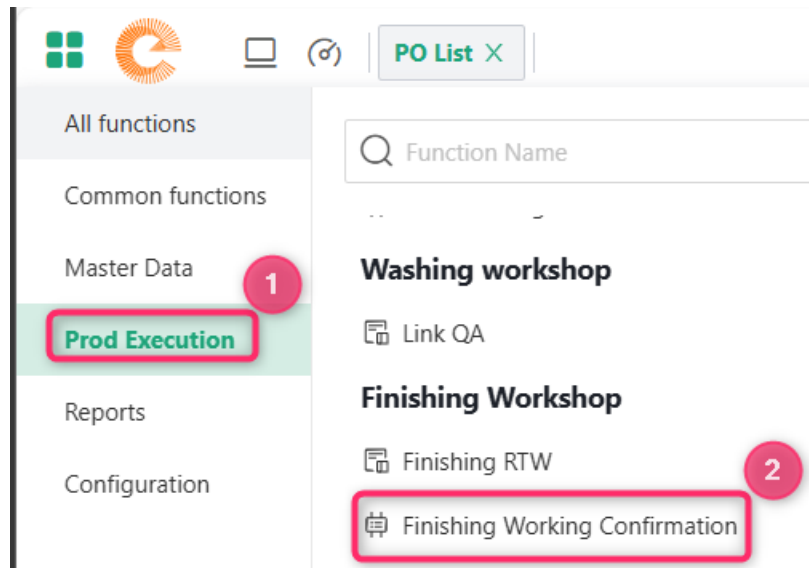 PO List
All functions
Function Name
Common functions
Master Data
1
Washing workshop
Prod Execution
Link QA
Finishing Workshop
Reports
Finishing RTW
2
Configuration
Finishing Working Confirmation